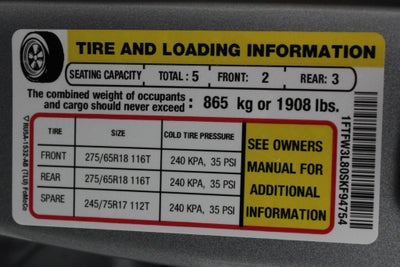 TIRE AND LOADING INFORMATION
SEATING CAPACITY TOTAL : 5 FRONT: 2 REAR: 3
The combined weight of occupants
and cargo should never exceed : 865 kg or 1908 lbs.
TIRE SIZE COLD TIRE PRESSURE
FRONT 275/65R18 116T 240 KPA, 35 PSI
REAR 275/65R18 116T 240 KPA, 35 PSI
SPARE 245/75R17 112T 240 KPA, 35 PSI
SEE OWNERS
MANUAL FOR
ADDITIONAL
INFORMATION
1FTFW3L80SKF94754